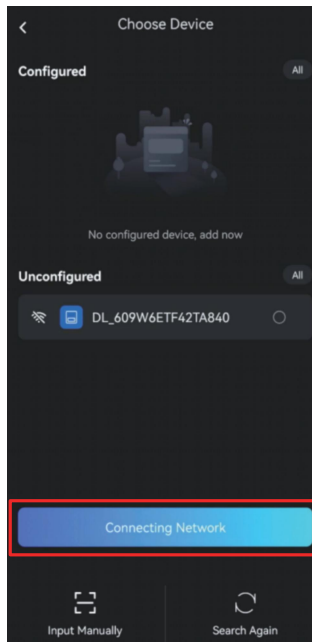 Choose Device
Configured
All
No configured device, add now
Unconfigured
All
DL_609W6ETF42TA840
Connecting Network
Input Manually
Search Again